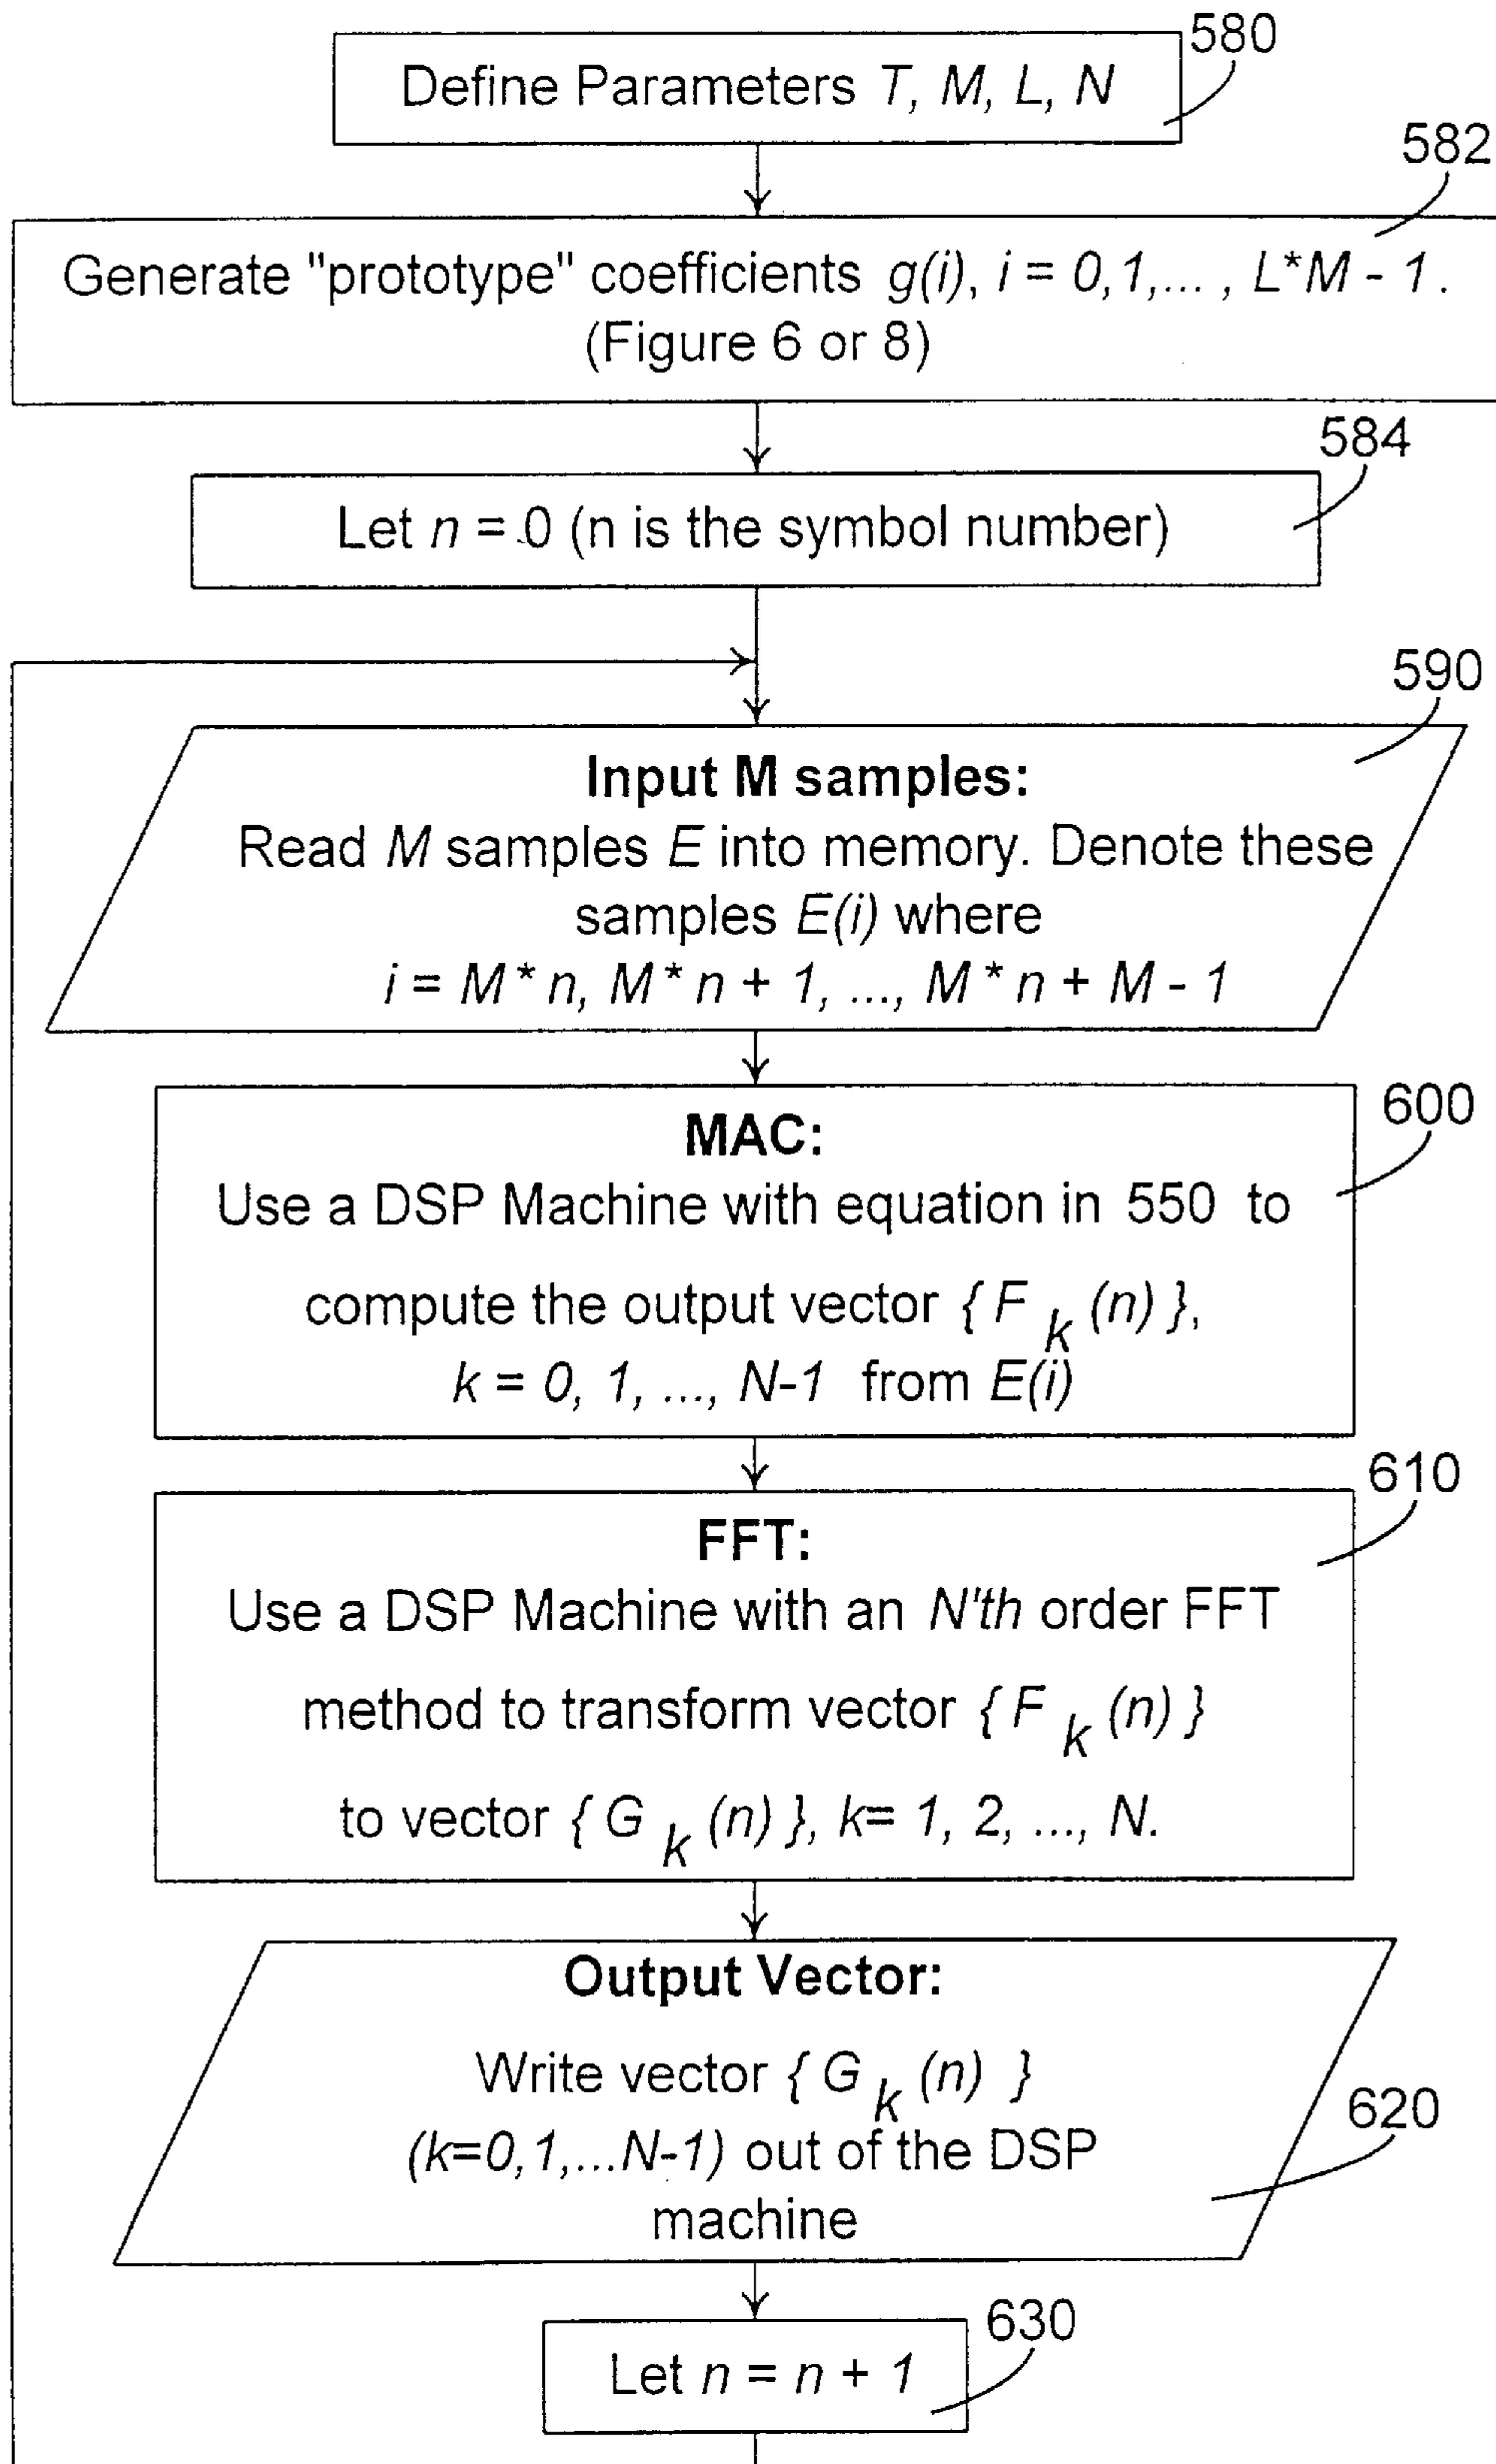 580
Define Parameters T, M, L, N
582
Generate "prototype" coefficients g(i), i = 0,1,... , L*M - 1 .
(Figure 6 or 8)
584
Let n = 0 (n is the symbol number)
590
Input M samples:
Read M samples E into memory. Denote these
samples E(i) where
i = M * n, M * n + 1, ..., M * n + M - 1
600
MAC:
Use a DSP Machine with equation in 550 to
compute the output vector { F k (n) },
k = 0, 1, ..., N-1 from E(i)
610
FFT:
Use a DSP Machine with an N'th order FFT
method to transform vector { F k (n) }
to vector { G k (n) }, k= 1, 2, ..., N.
Output Vector:
Write vector { G k (n) }
620
(k=0,1,...N-1) out of the DSP
machine
630
Let n = n + 1